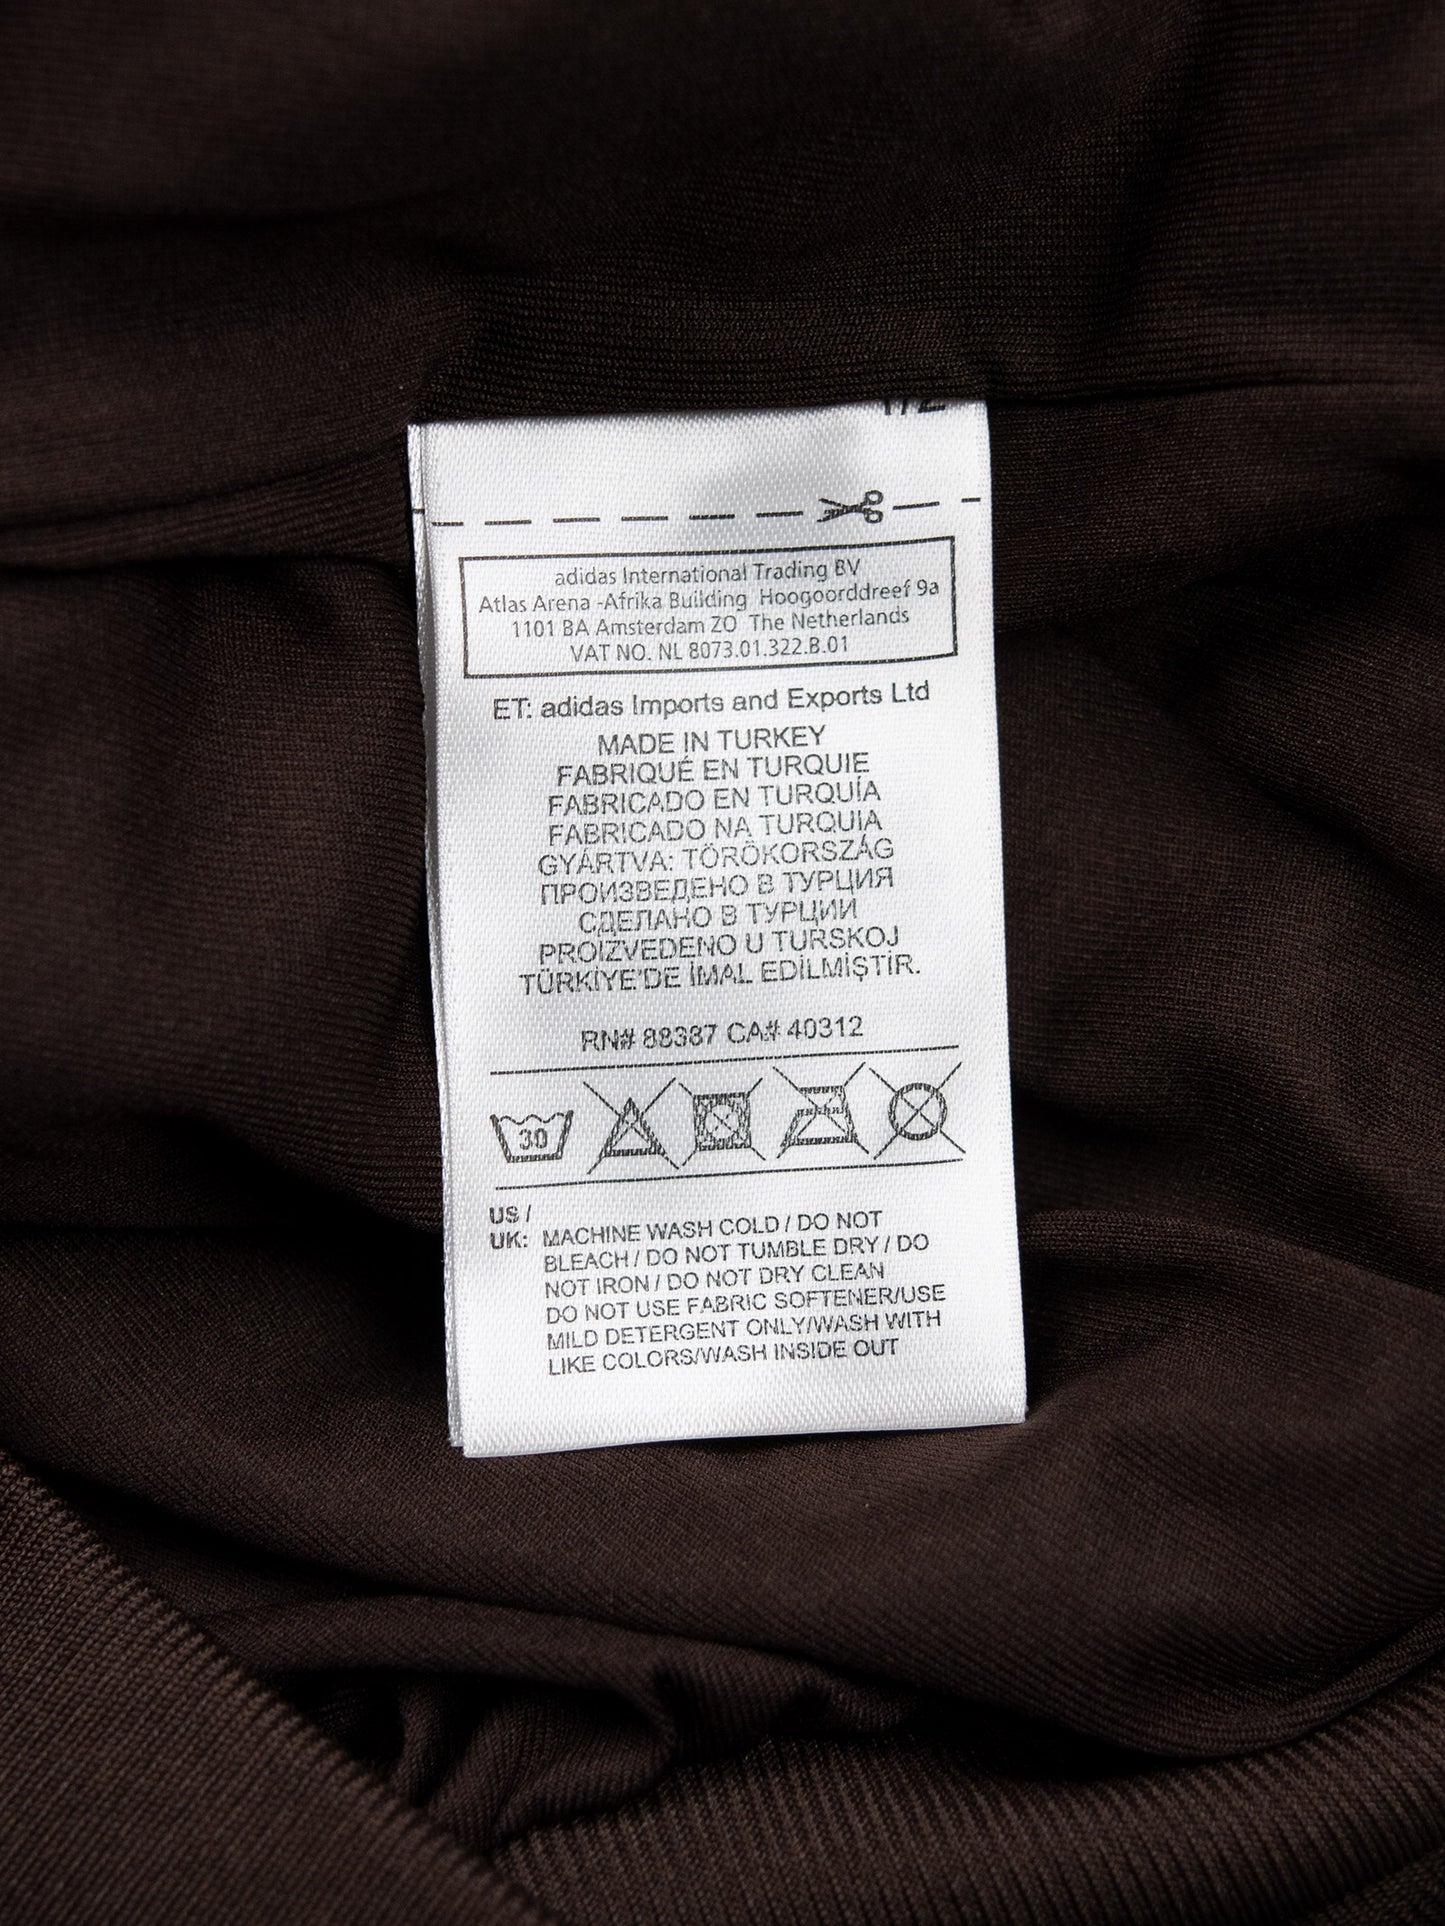 1/2
adidas International Trading BV
Atlas Arena -Afrika Building Hoogoorddreef 9a
1101 BA Amsterdam ZO The Netherlands
VAT NO. NL 8073.01.322.B.01
ET: adidas Imports and Exports Ltd
MADE IN TURKEY
FABRIQUÉ EN TURQUIE
FABRICADO EN TURQUÍA
FABRICADO NA TURQUIA
GYÁRTVA: TÖRÖKORSZÁG
ПРОИЗВЕДЕНО В ТУРЦИЯ
СДЕЛАНО В ТУРЦИИ
PROIZVEDENO U TURSKOJ
TÜRKİYE'DE İMAL EDİLMİŞTİR.
RN# 88387 CA# 40312
30
US /
UK: MACHINE WASH COLD / DO NOT
BLEACH / DO NOT TUMBLE DRY / DO
NOT IRON / DO NOT DRY CLEAN
DO NOT USE FABRIC SOFTENER/USE
MILD DETERGENT ONLY/WASH WITH
LIKE COLORS/WASH INSIDE OUT